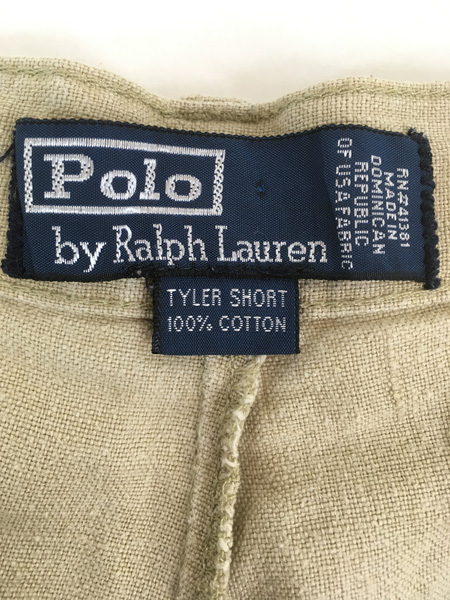 Polo
by Ralph Lauren
RN#41381
MADE IN
DOMINICAN
REPUBLIC
OF USA FABRIC
TYLER SHORT
100% COTTON